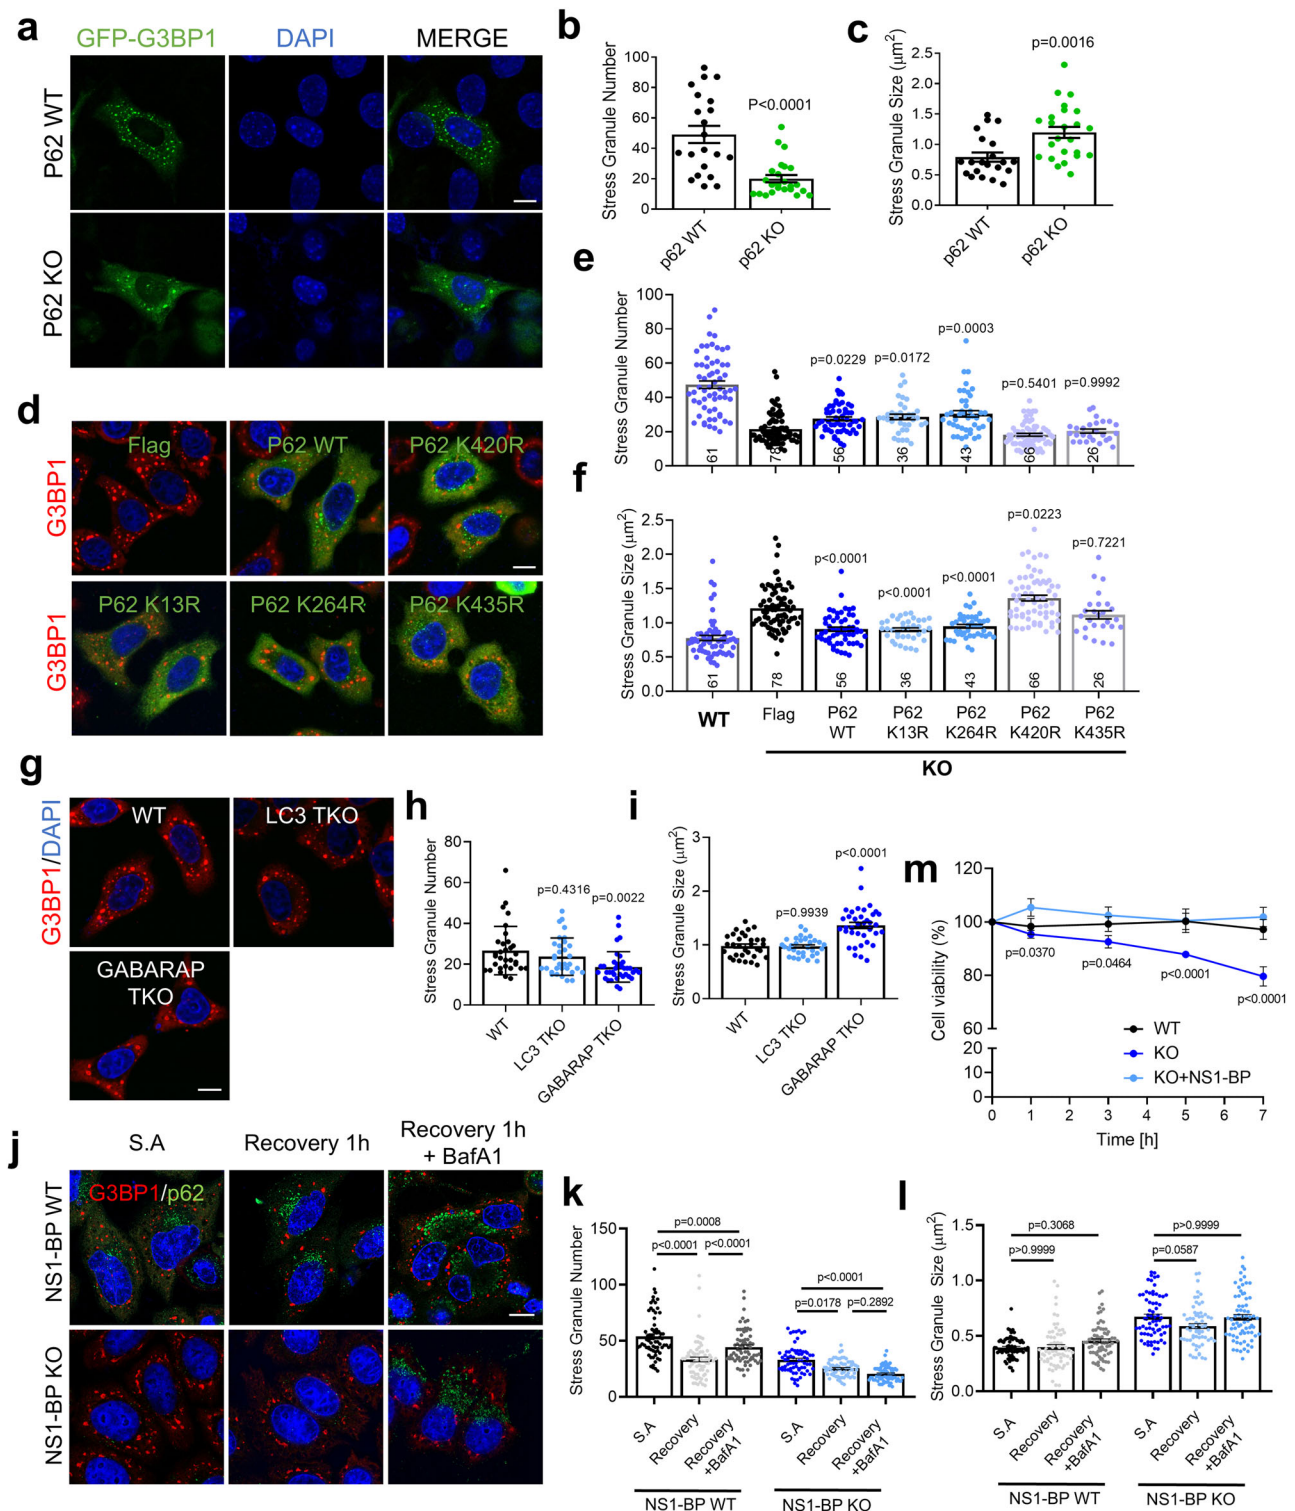 a
GFP-G3BP1
DAPI
MERGE
P62 WT
P62 KO
b
Stress Granule Number
100
80
60
40
20
0
P<0.0001
p62 WT
p62 KO
c
Stress Granule Size (μm²)
2.5
2.0
1.5
1.0
0.5
0.0
p=0.0016
p62 WT
p62 KO
d
G3BP1
Flag
P62 WT
P62 K420R
G3BP1
P62 K13R
P62 K264R
P62 K435R
e
Stress Granule Number
100
80
60
40
20
0
p=0.0229
p=0.0172
p=0.0003
p=0.5401
p=0.9992
61
78
56
36
43
66
26
f
Stress Granule Size (μm²)
2.5
2.0
1.5
1.0
0.5
0.0
p<0.0001
p<0.0001
p<0.0001
p=0.0223
p=0.7221
61
78
56
36
43
66
26
WT
Flag
P62 WT
P62 K13R
P62 K264R
P62 K420R
P62 K435R
KO
g
G3BP1/DAPI
WT
LC3 TKO
GABARAP
TKO
h
Stress Granule Number
80
60
40
20
0
p=0.4316
p=0.0022
WT
LC3 TKO
GABARAP TKO
i
Stress Granule Size (μm²)
3
2
1
0
p=0.9939
p<0.0001
WT
LC3 TKO
GABARAP TKO
m
Cell viability (%)
120
100
80
60
20
0
p=0.0370
p=0.0464
p<0.0001
p<0.0001
WT
KO
KO+NS1-BP
0 1 2 3 4 5 6 7
Time [h]
j
S.A
Recovery 1h
Recovery 1h
+ BafA1
NS1-BP WT
G3BP1/p62
NS1-BP KO
k
Stress Granule Number
150
100
50
0
p=0.0008
p<0.0001
p<0.0001
p<0.0001
p=0.0178
p=0.2892
S.A
Recovery
Recovery
+BafA1
S.A
Recovery
Recovery
+BafA1
NS1-BP WT
NS1-BP KO
l
Stress Granule Size (μm²)
1.5
1.0
0.5
0.0
p=0.3068
p>0.9999
p>0.9999
p=0.0587
S.A
Recovery
Recovery
+BafA1
S.A
Recovery
Recovery
+BafA1
NS1-BP WT
NS1-BP KO